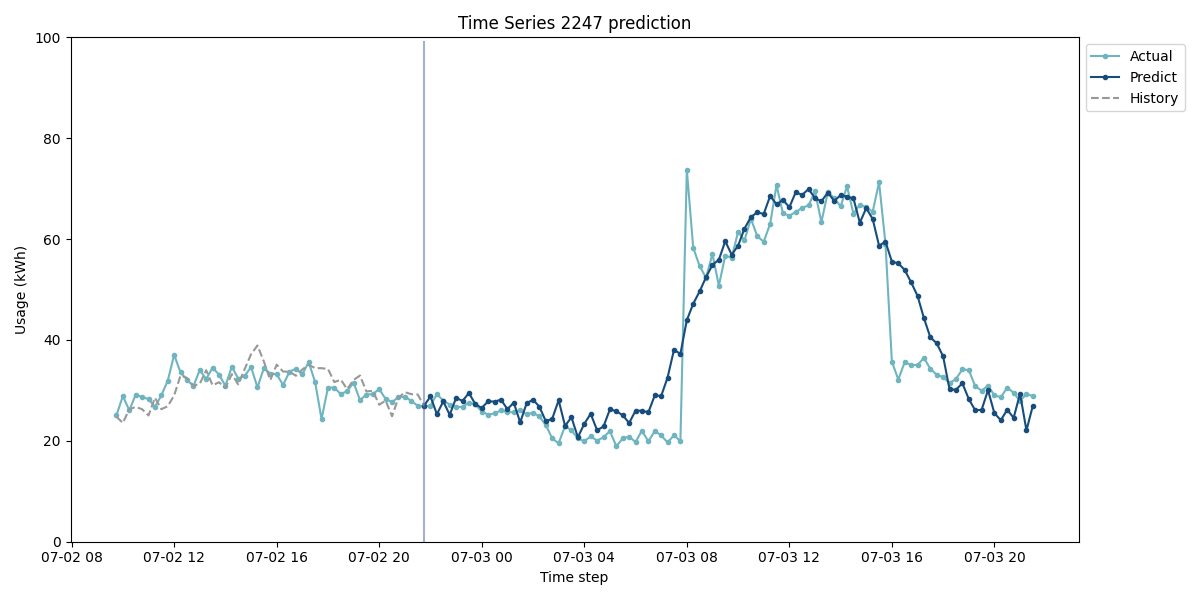 Time Series 2247 prediction
100
80
60
40
20
0
Usage (kWh)
07-02 08
07-02 12
07-02 16
07-02 20
07-03 00
07-03 04
07-03 08
07-03 12
07-03 16
07-03 20
Time step
Actual
Predict
History